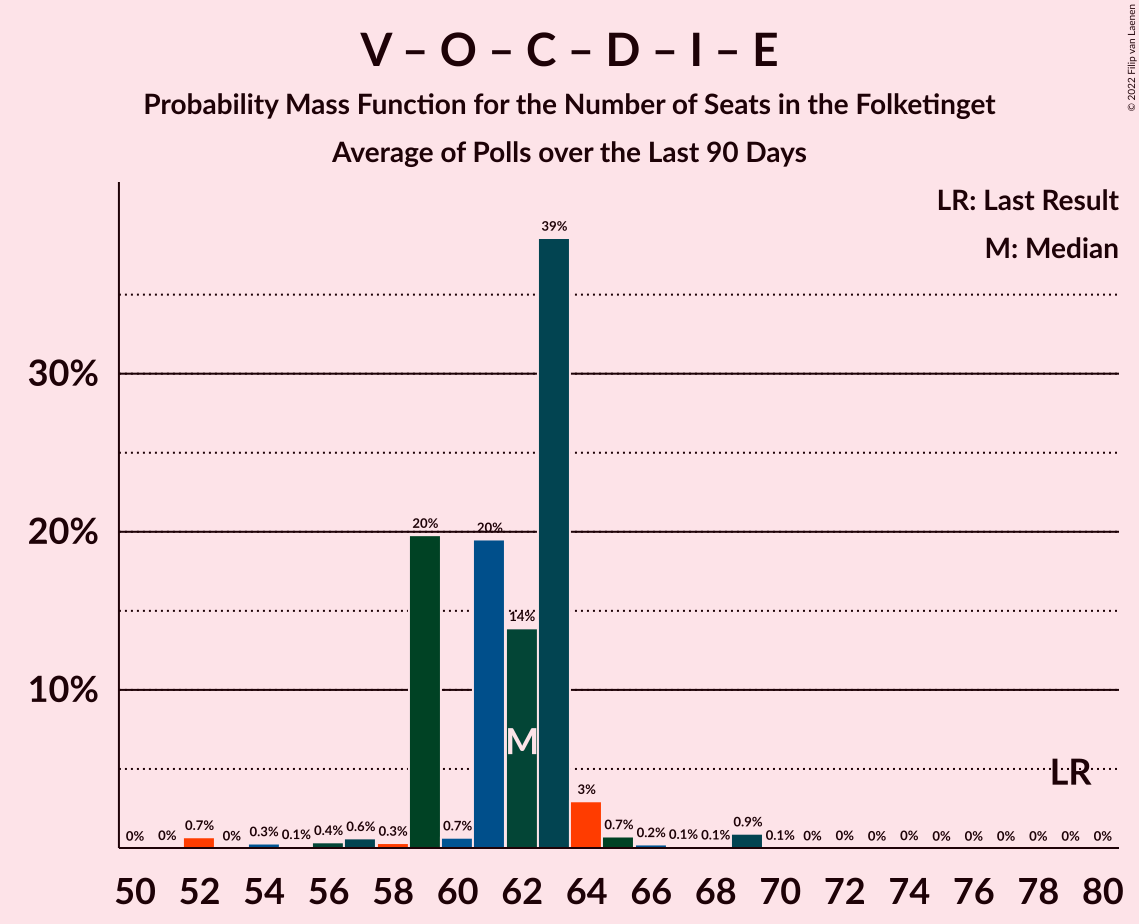 V – O – C – D – I – E
Probability Mass Function for the Number of Seats in the Folketinget
Average of Polls over the Last 90 Days
© 2022 Filip van Laenen
LR: Last Result
M: Median
39%
30%
20%
20%
20%
14%
10%
M
LR
3%
0% 0% 0.7% 0% 0.3% 0.1% 0.4% 0.6% 0.3% 0.7% 0.7% 0.2% 0.1% 0.1% 0.9% 0.1% 0% 0% 0% 0% 0% 0% 0% 0% 0% 0%
50 52 54 56 58 60 62 64 66 68 70 72 74 76 78 80